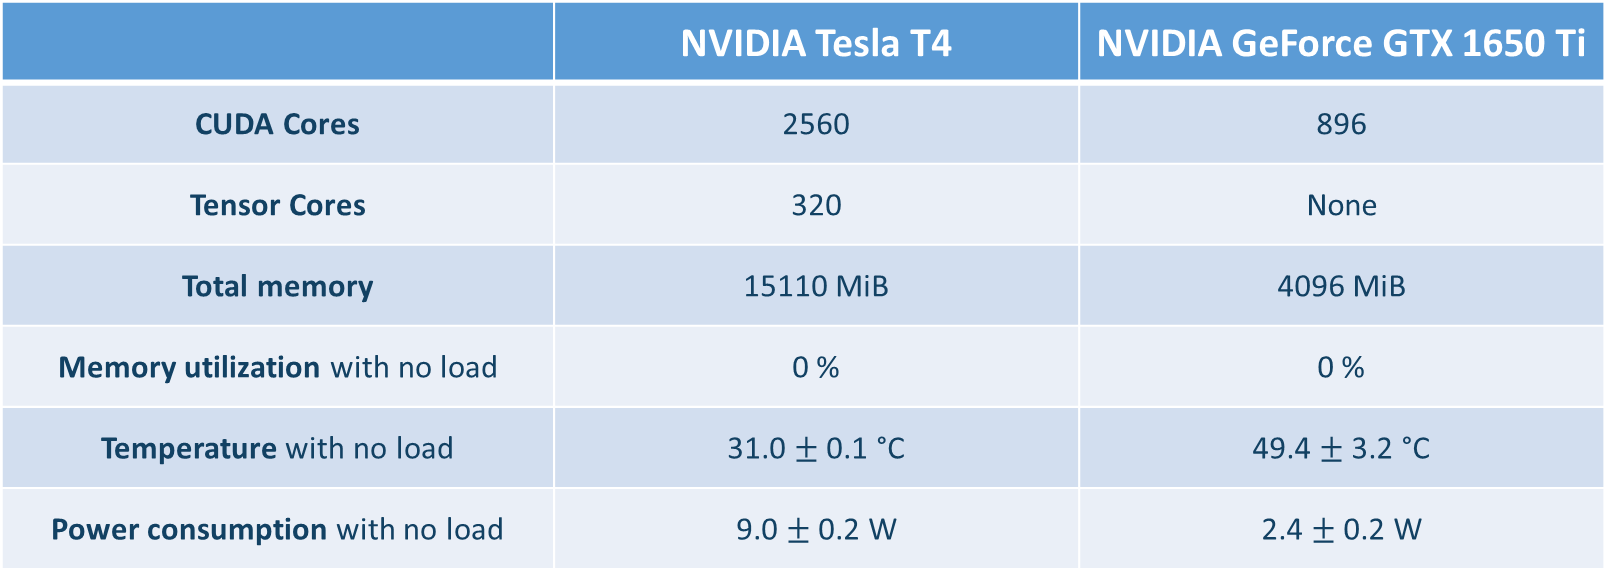 NVIDIA Tesla T4 NVIDIA GeForce GTX 1650 Ti
CUDA Cores 2560 896
Tensor Cores 320 None
Total memory 15110 MiB 4096 MiB
Memory utilization with no load 0 % 0 %
Temperature with no load 31.0 ± 0.1 °C 49.4 ± 3.2 °C
Power consumption with no load 9.0 ± 0.2 W 2.4 ± 0.2 W